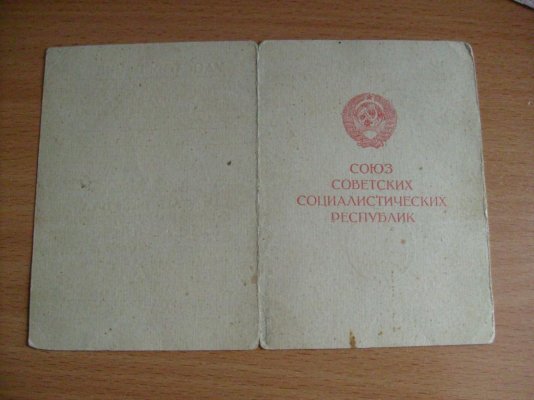 СОЮЗ
СОВЕТСКИХ
СОЦИАЛИСТИЧЕСКИХ
РЕСПУБЛИК